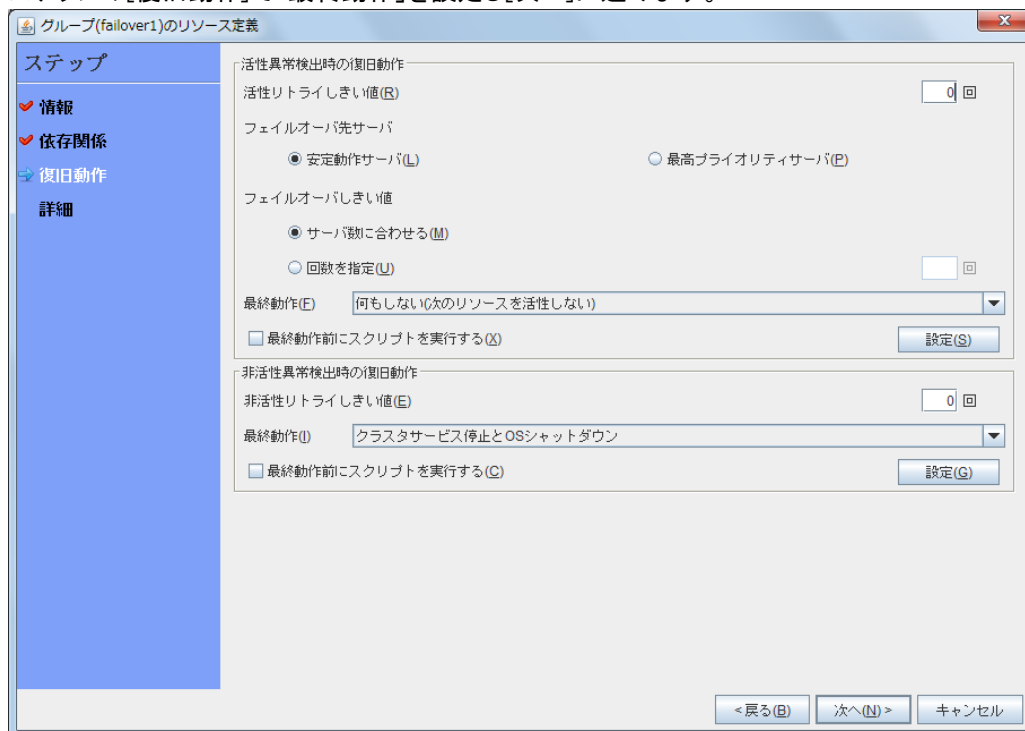 グループ(failover1)のリソース定義
ステップ
情報
依存関係
復旧動作
詳細
活性異常検出時の復旧動作
活性リトライしきい値(R)
0 回
フェイルオーバ先サーバ
安定動作サーバ(L)
最高プライオリティサーバ(P)
フェイルオーバしきい値
サーバ数に合わせる(M)
回数を指定(U)
回
最終動作(F)
何もしない(次のリソースを活性しない)
最終動作前にスクリプトを実行する(X)
設定(S)
非活性異常検出時の復旧動作
非活性リトライしきい値(E)
0 回
最終動作(I)
クラスタサービス停止とOSシャットダウン
最終動作前にスクリプトを実行する(C)
設定(G)
<戻る(B)
次へ(N)>
キャンセル